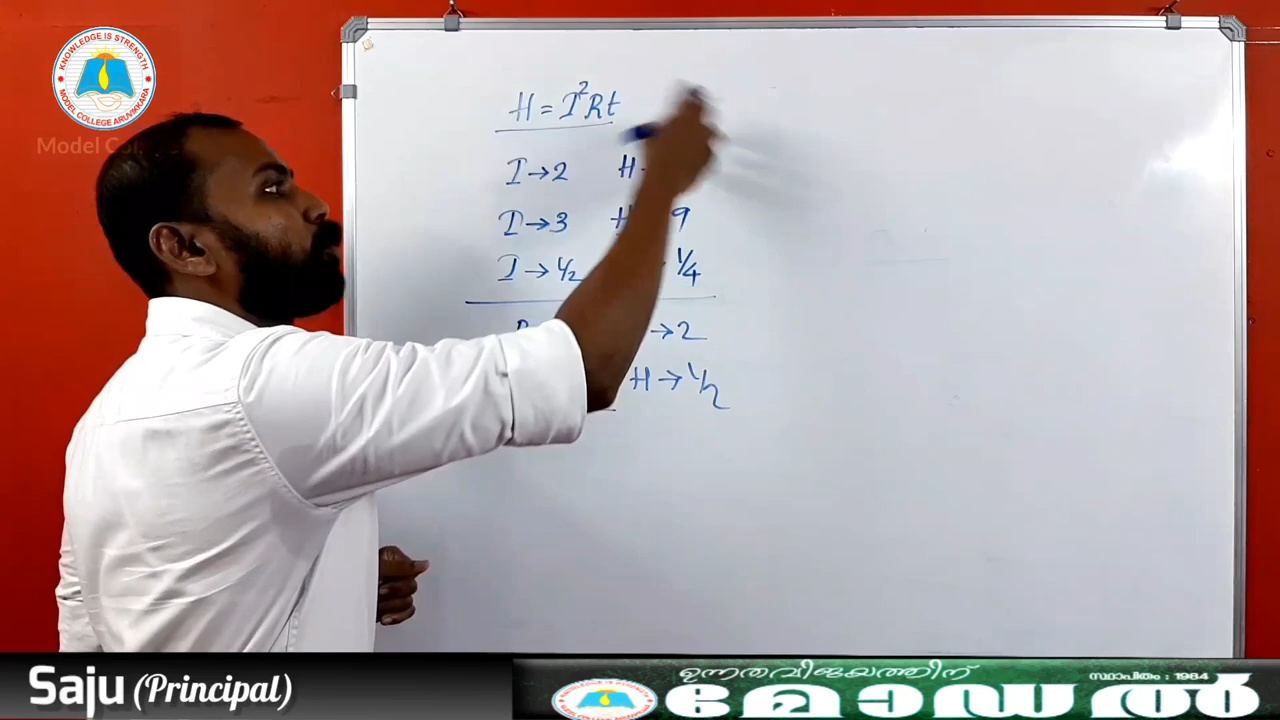 KNOWLEDGE IS STRENGTH
MODEL COLLEGE ARUVIKKARA
Model Co
H = I²Rt
I → 2 H -
I → 3 H 9
I → 1/2 1/4
→ 2
H → 1/2
Saju (Principal)
ഉന്നതവിജയത്തിന്
സ്ഥാപിതം : 1984
മോഡൽ